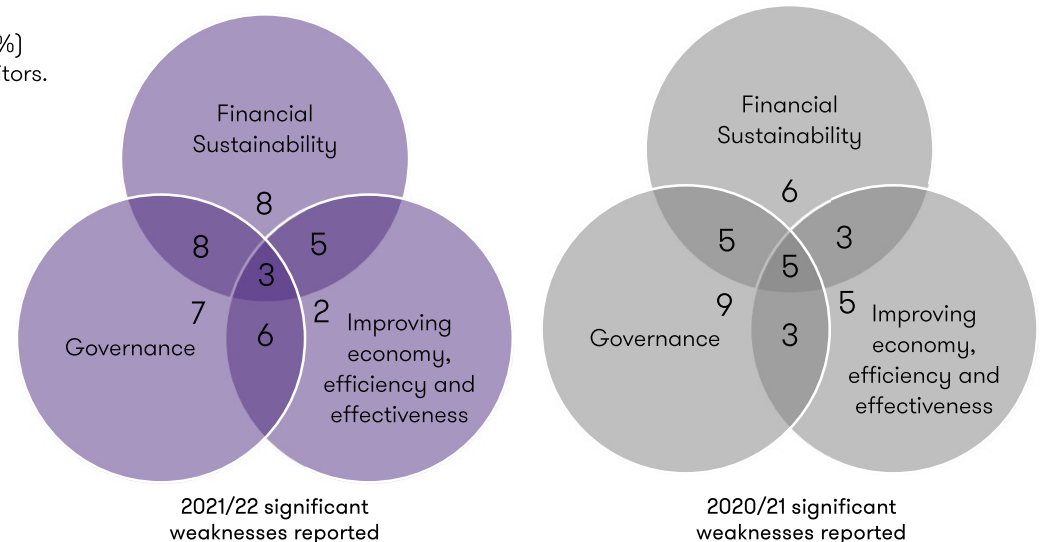 %)
tors.
Financial
Sustainability
8
8
5
3
7
2
6
Governance
Improving
economy,
efficiency and
effectiveness
2021/22 significant
weaknesses reported
Financial
Sustainability
6
5
3
5
9
5
3
Governance
Improving
economy,
efficiency and
effectiveness
2020/21 significant
weaknesses reported